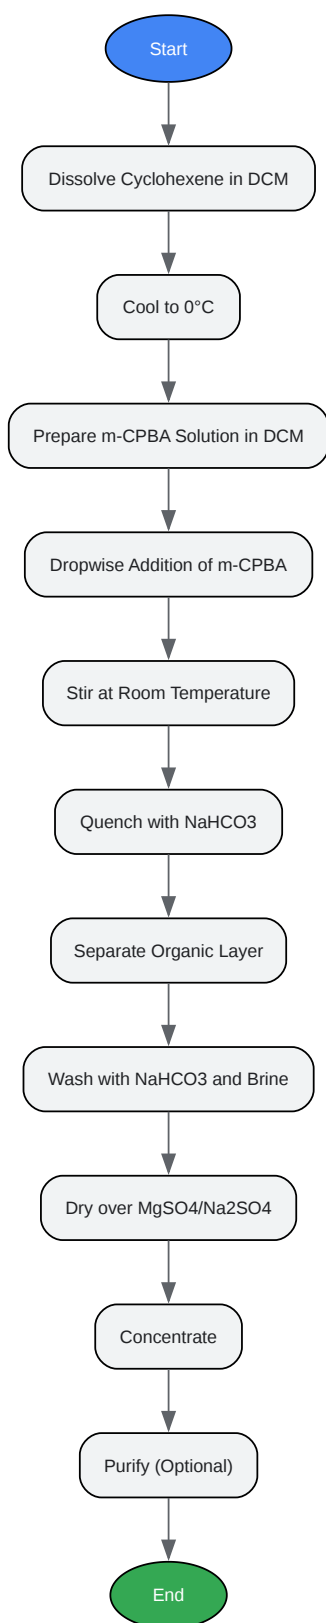 Start
Dissolve Cyclohexene in DCM
Cool to 0°C
Prepare m-CPBA Solution in DCM
Dropwise Addition of m-CPBA
Stir at Room Temperature
Quench with NaHCO3
Separate Organic Layer
Wash with NaHCO3 and Brine
Dry over MgSO4/Na2SO4
Concentrate
Purify (Optional)
End